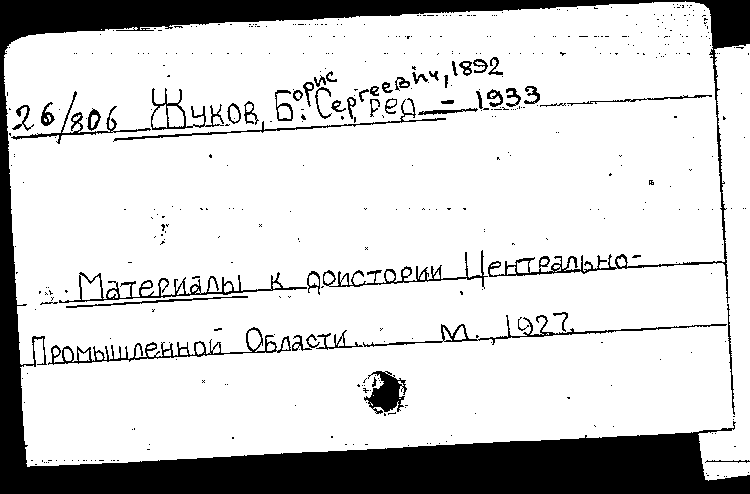 26/806 Жуков, Борис Сергеевич, 1892 ред. - 1933
Материалы к доистории Центрально-
Промышленной Области... М., 1927.